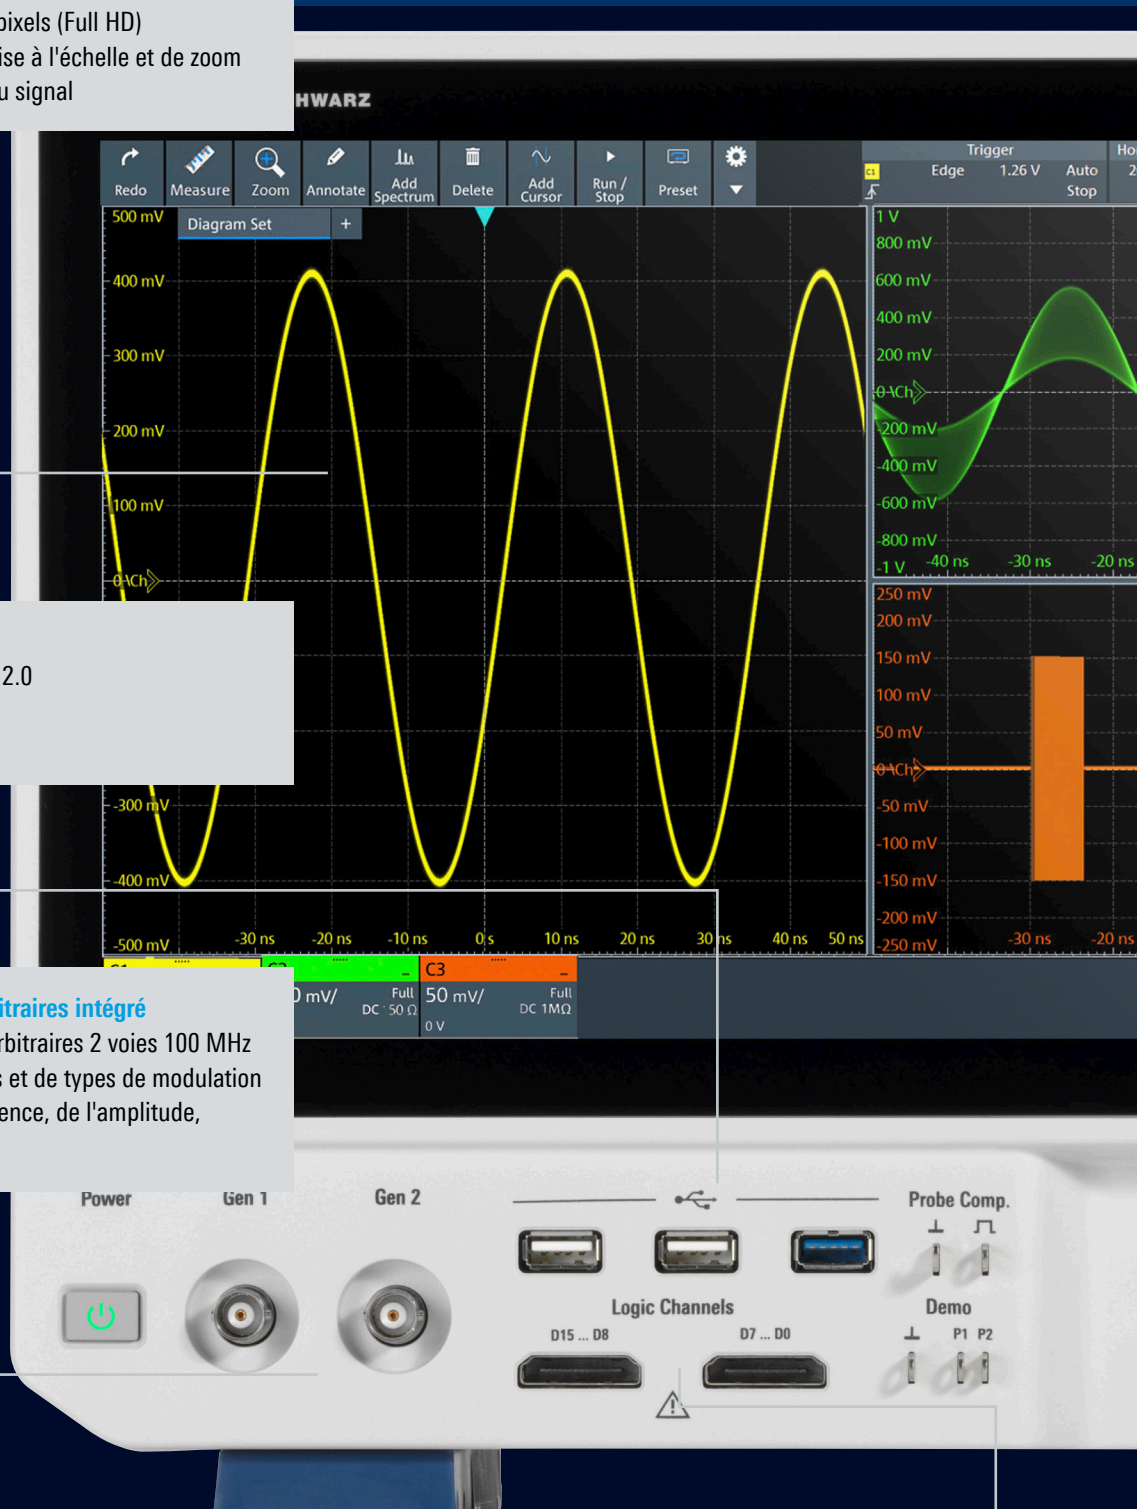 pixels (Full HD)
ise à l'échelle et de zoom
u signal
HWARZ
Redo
Measure
Zoom
Annotate
Add Spectrum
Delete
Add Cursor
Run / Stop
Preset
Trigger
C1
Edge
1.26 V
Auto
Stop
Diagram Set
+
500 mV
400 mV
300 mV
200 mV
100 mV
-300 mV
-400 mV
-500 mV
-30 ns
-20 ns
-10 ns
0 s
10 ns
20 ns
30 ns
40 ns
50 ns
1 V
800 mV
600 mV
400 mV
200 mV
-200 mV
-400 mV
-600 mV
-800 mV
-1 V
-40 ns
-30 ns
-20 ns
250 mV
200 mV
150 mV
100 mV
50 mV
-50 mV
-100 mV
-150 mV
-200 mV
-250 mV
-30 ns
-20 ns
2.0
C3
mV/
Full
DC 50 Ω
50 mV/
Full
DC 1MΩ
0 V
itraires intégré
rbitraires 2 voies 100 MHz
s et de types de modulation
ence, de l'amplitude,
Power
Gen 1
Gen 2
Probe Comp.
Logic Channels
D15 ... D8
D7 ... D0
Demo
P1 P2